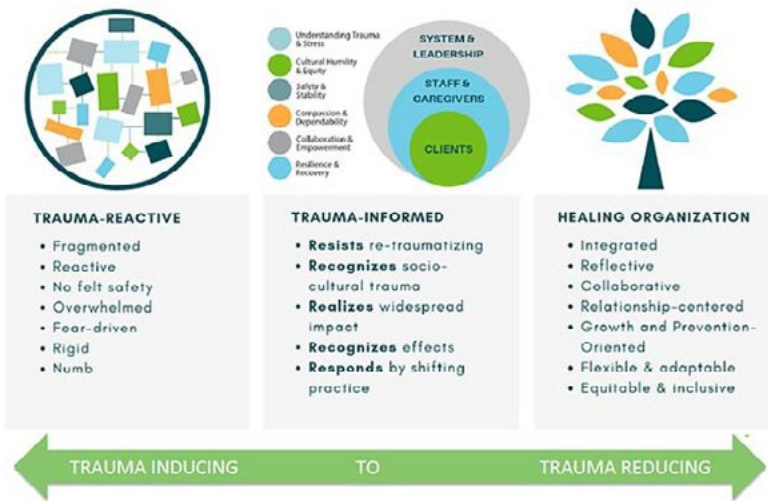 Understanding Trauma
& Stress
Cultural Humility
& Equity
Safety &
Stability
Compassion &
Dependability
Collaboration &
Empowerment
Resilience &
Recovery
SYSTEM &
LEADERSHIP
STAFF &
CAREGIVERS
CLIENTS
TRAUMA-REACTIVE
• Fragmented
• Reactive
• No felt safety
• Overwhelmed
• Fear-driven
• Rigid
• Numb
TRAUMA-INFORMED
• Resists re-traumatizing
• Recognizes socio-
cultural trauma
• Realizes widespread
impact
• Recognizes effects
• Responds by shifting
practice
HEALING ORGANIZATION
• Integrated
• Reflective
• Collaborative
• Relationship-centered
• Growth and Prevention-
Oriented
• Flexible & adaptable
• Equitable & inclusive
TRAUMA INDUCING TO TRAUMA REDUCING